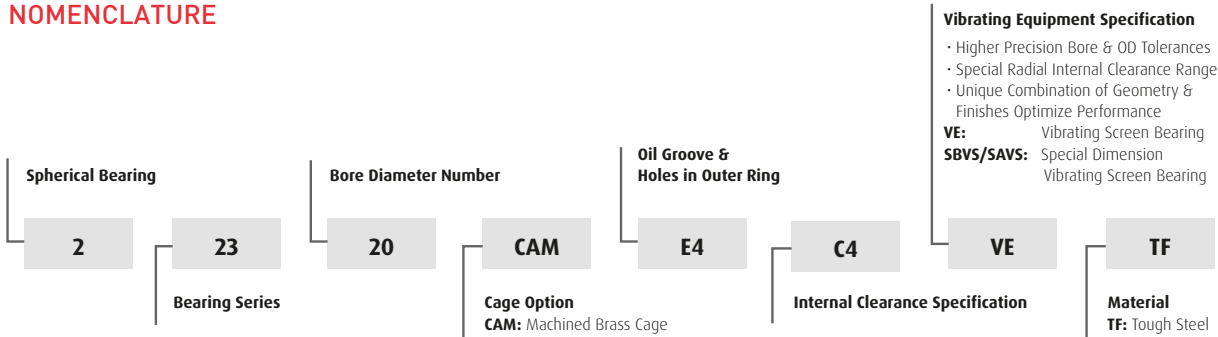 NOMENCLATURE
Vibrating Equipment Specification
· Higher Precision Bore & OD Tolerances
· Special Radial Internal Clearance Range
· Unique Combination of Geometry &
Finishes Optimize Performance
VE: Vibrating Screen Bearing
SBVS/SAVS: Special Dimension
Vibrating Screen Bearing
Spherical Bearing
Bore Diameter Number
Oil Groove &
Holes in Outer Ring
2 23 20 CAM E4 C4 VE TF
Bearing Series
Cage Option
CAM: Machined Brass Cage
Internal Clearance Specification
Material
TF: Tough Steel